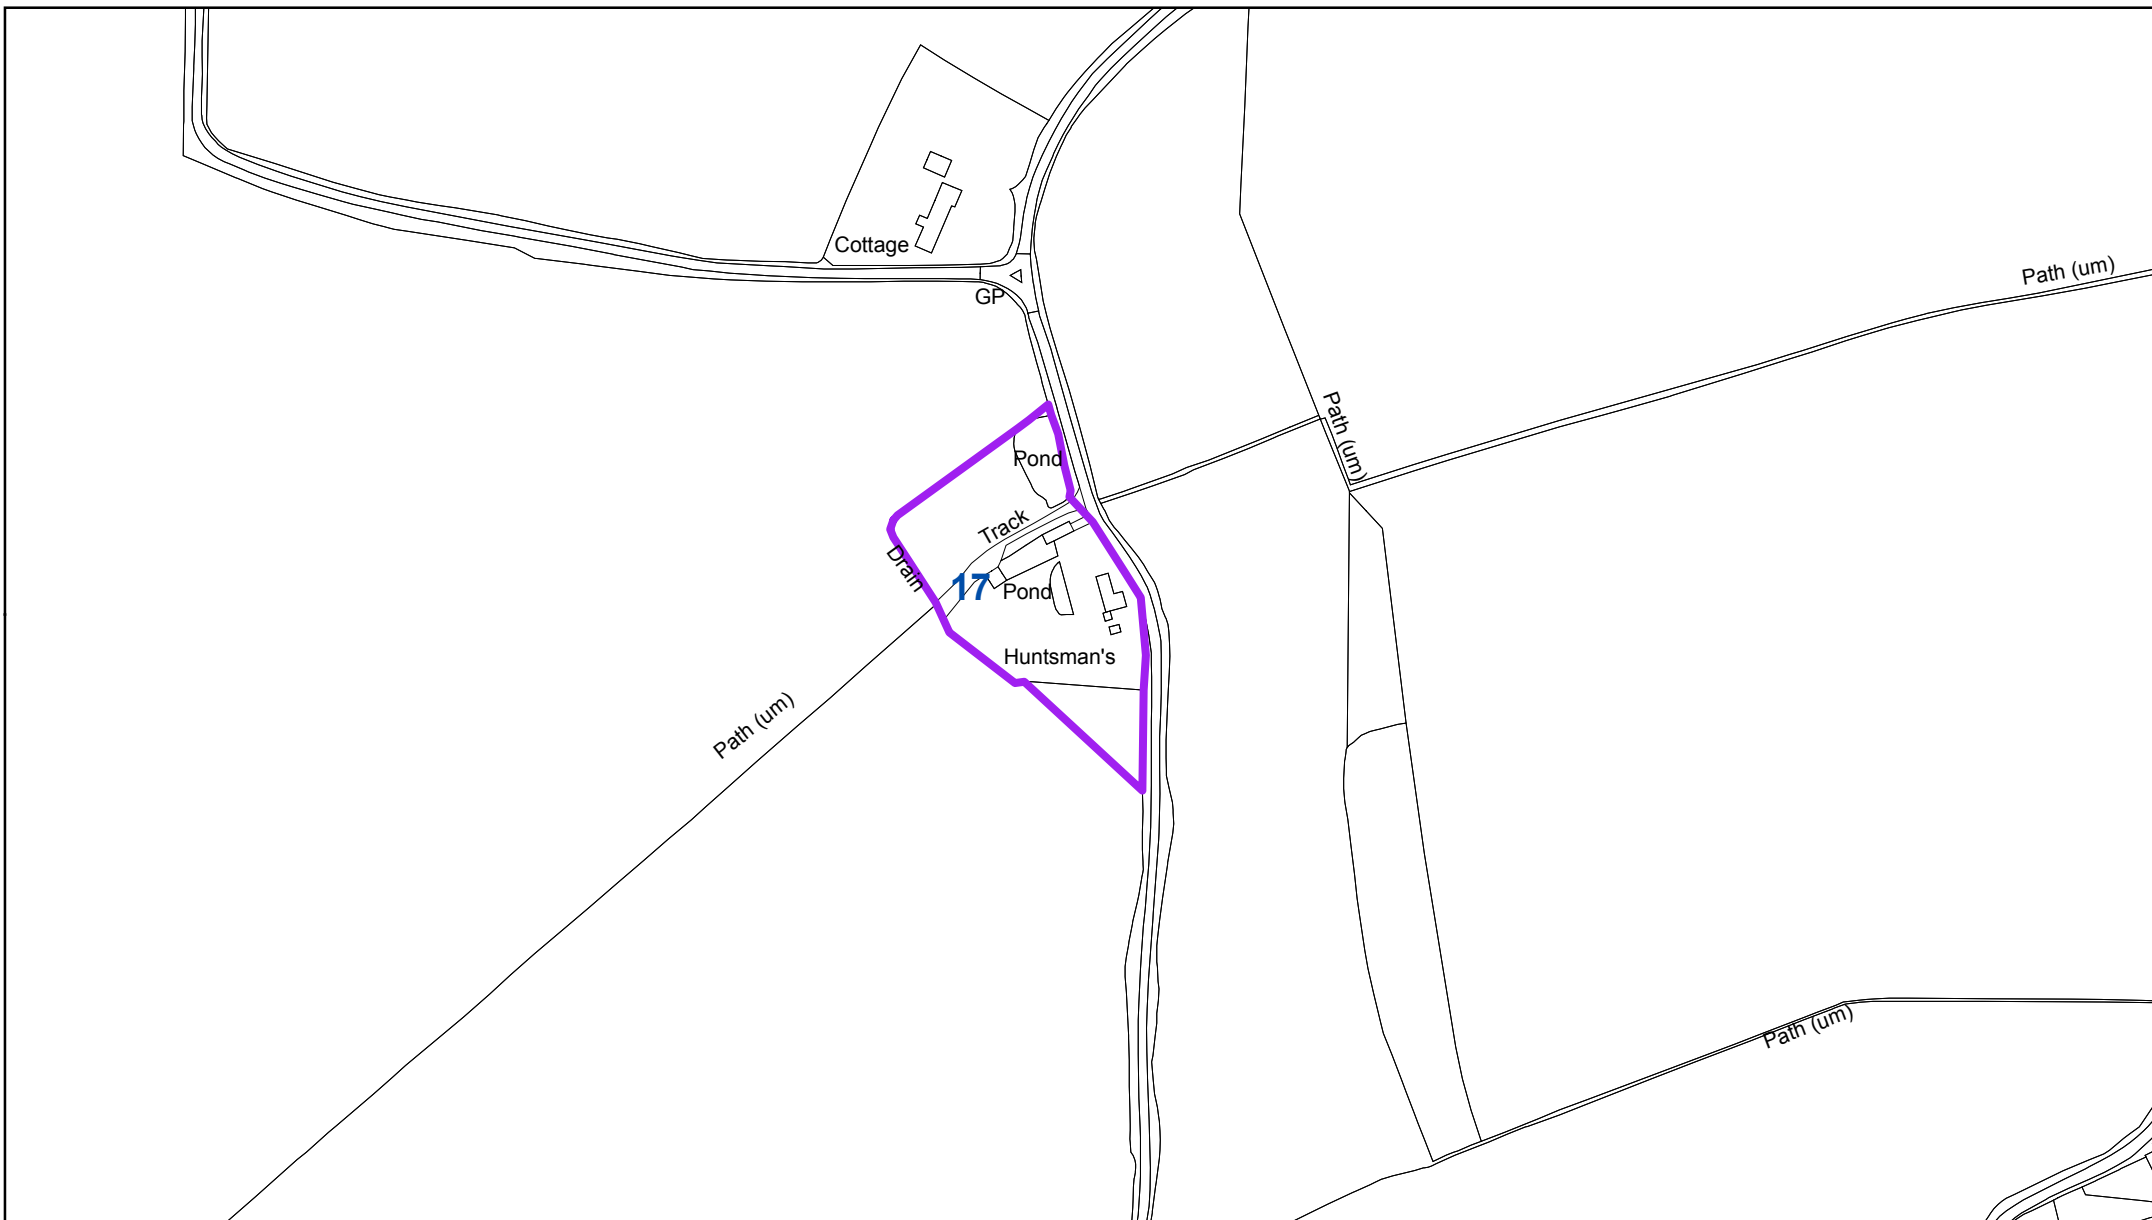 Cottage
GP
Path (um)
Path (um)
Pond
Track
Drain
17
Pond
Huntsman's
Path (um)
Path (um)